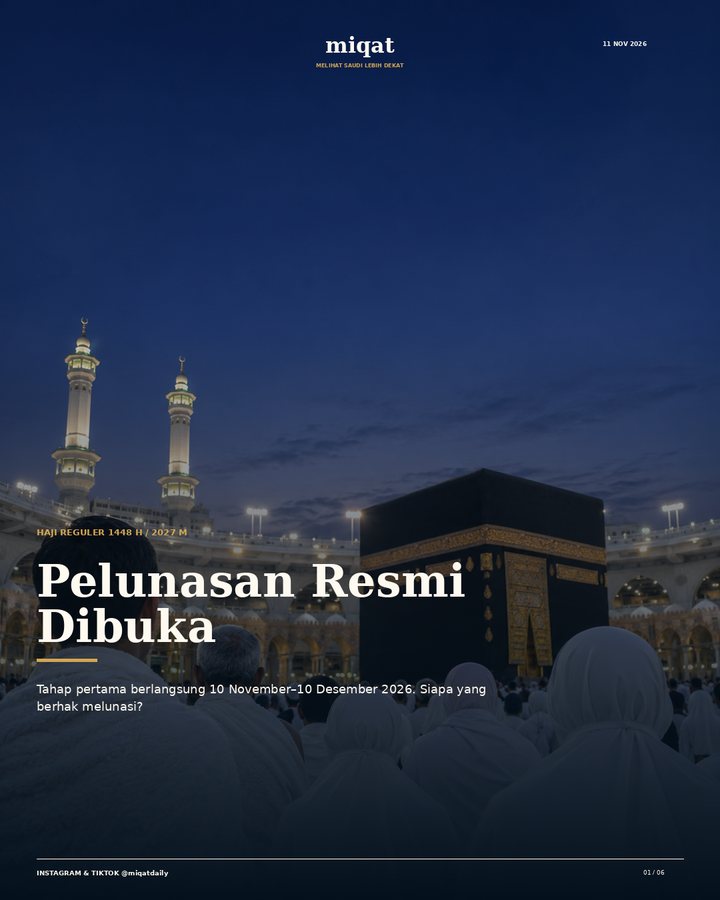 miqat
MELIHAT SAUDI LEBIH DEKAT
11 NOV 2026
HAJI REGULER 1448 H / 2027 M
Pelunasan Resmi
Dibuka
Tahap pertama berlangsung 10 November–10 Desember 2026. Siapa yang
berhak melunasi?
INSTAGRAM & TIKTOK @miqatdaily
01 / 06